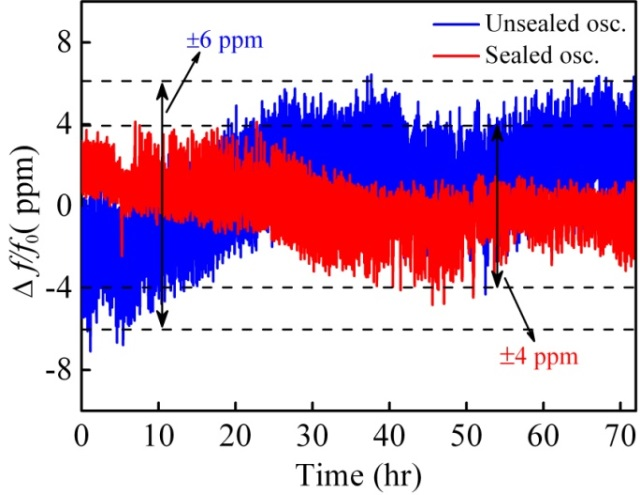 Unsealed osc.
Sealed osc.
±6 ppm
±4 ppm
8
4
0
-4
-8
Δ f/f0( ppm)
0 10 20 30 40 50 60 70
Time (hr)